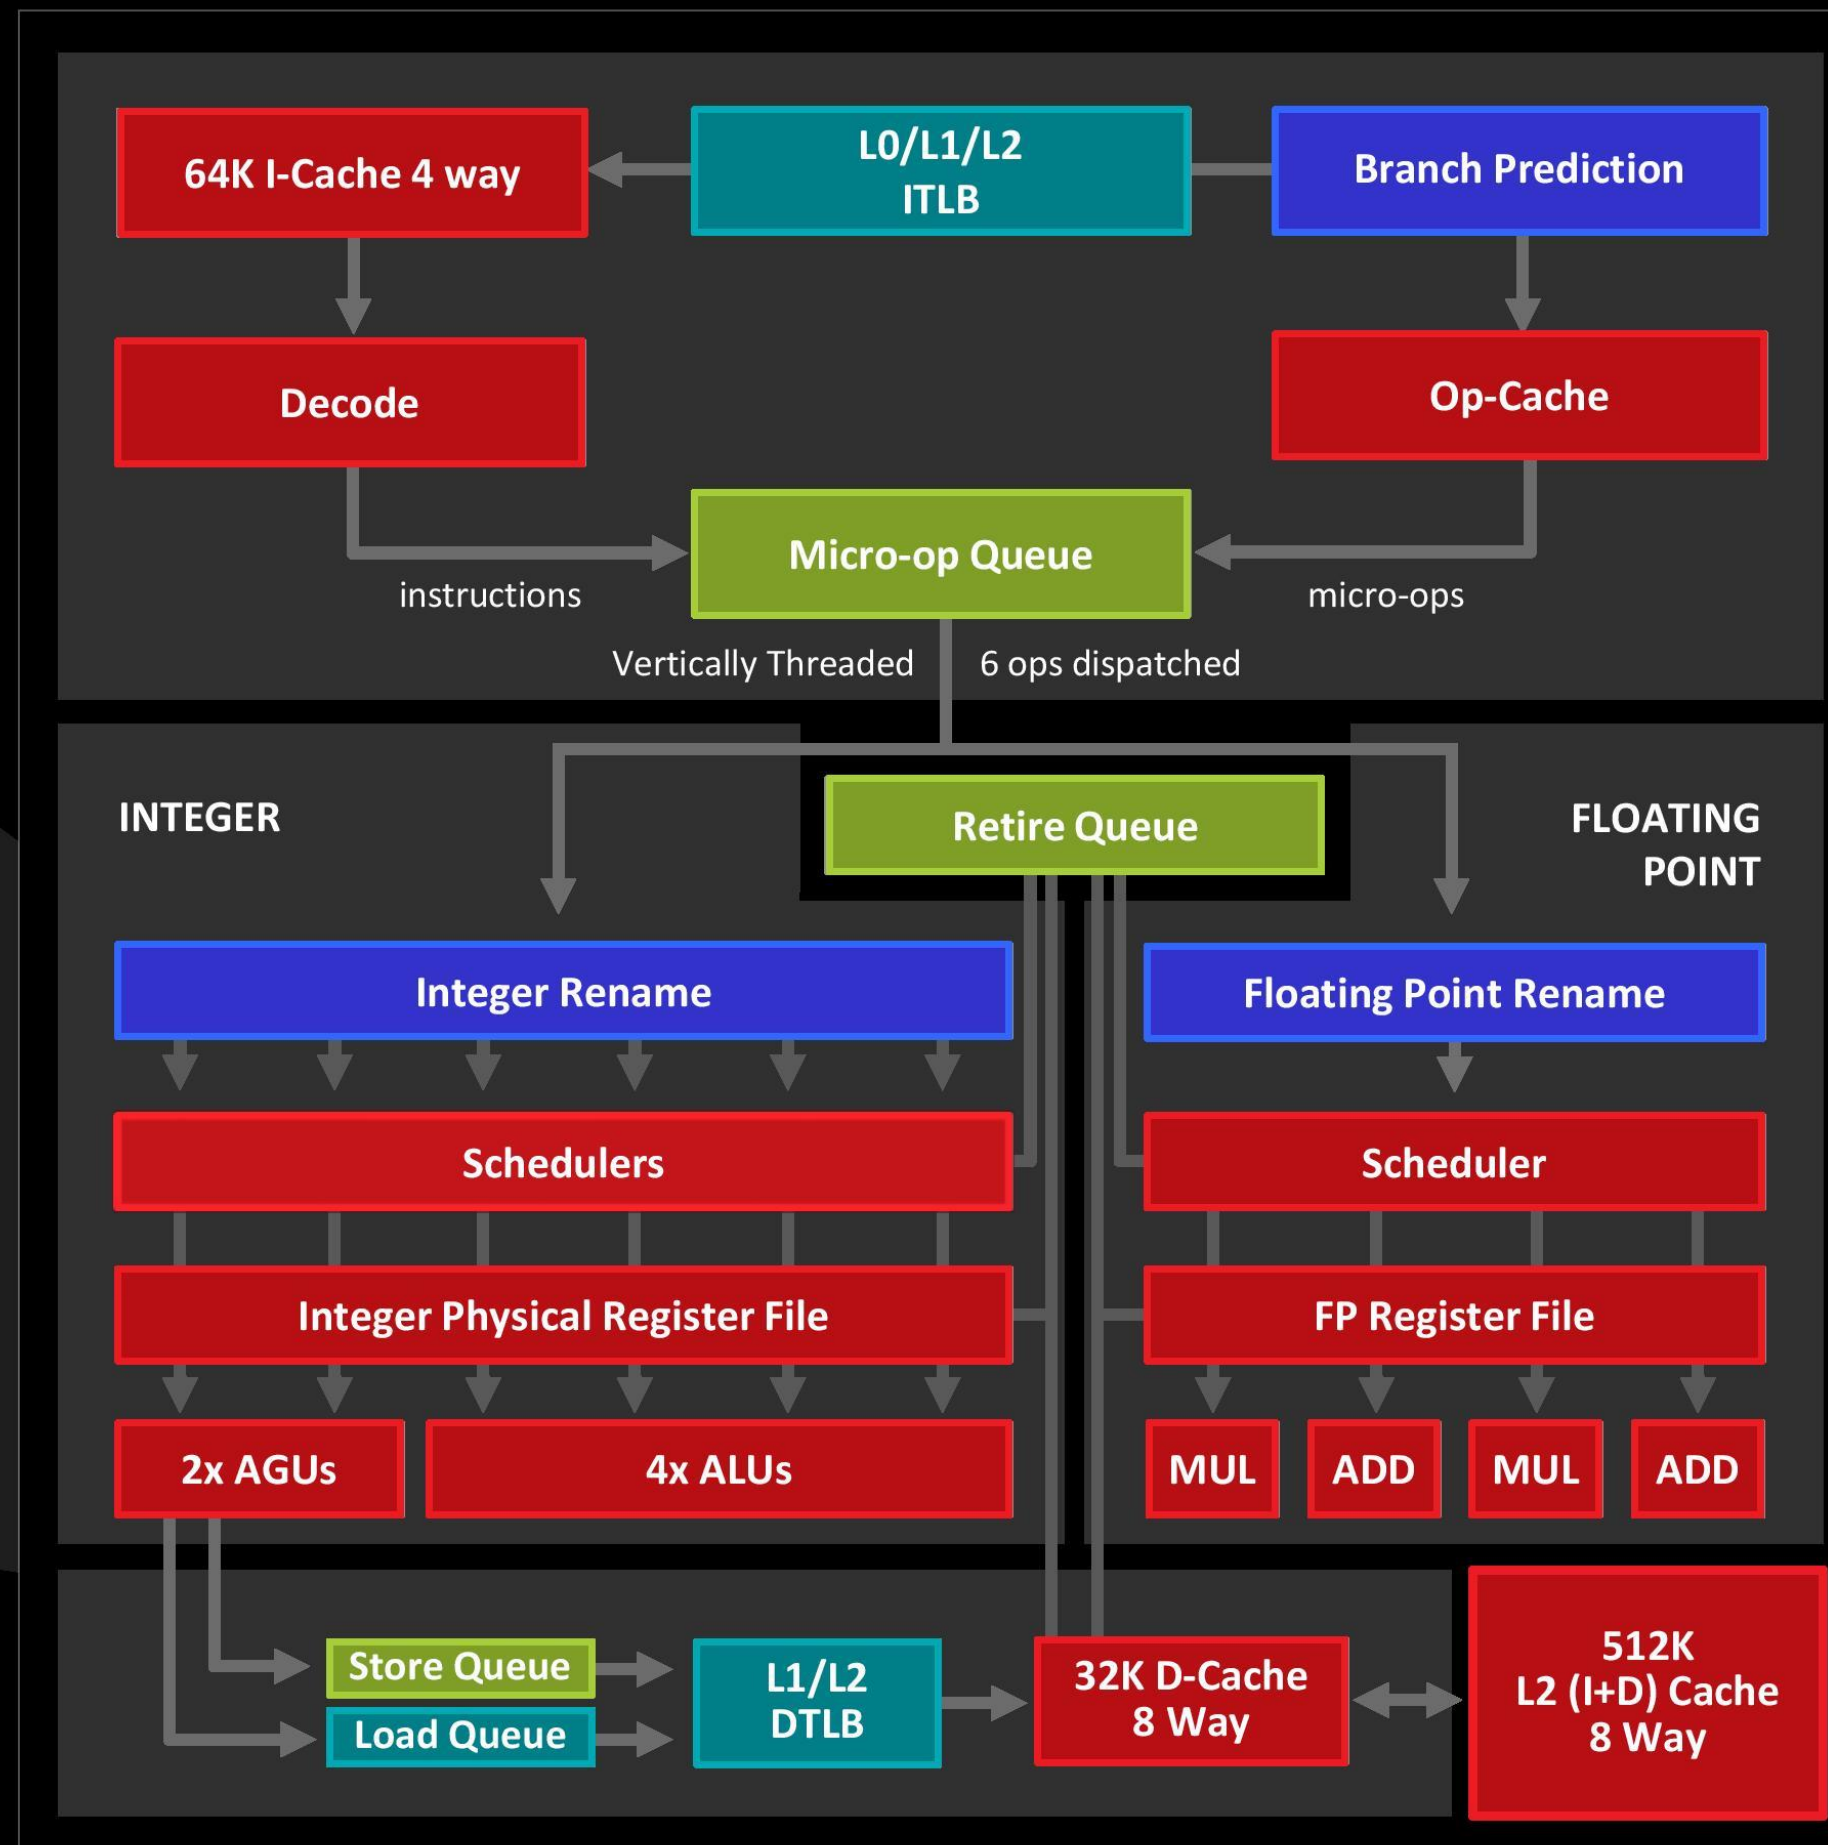 64K I-Cache 4 way
L0/L1/L2
ITLB
Branch Prediction
Decode
Op-Cache
Micro-op Queue
instructions
micro-ops
Vertically Threaded
6 ops dispatched
INTEGER
Retire Queue
FLOATING
POINT
Integer Rename
Floating Point Rename
Schedulers
Scheduler
Integer Physical Register File
FP Register File
2x AGUs
4x ALUs
MUL
ADD
MUL
ADD
Store Queue
Load Queue
L1/L2
DTLB
32K D-Cache
8 Way
512K
L2 (I+D) Cache
8 Way